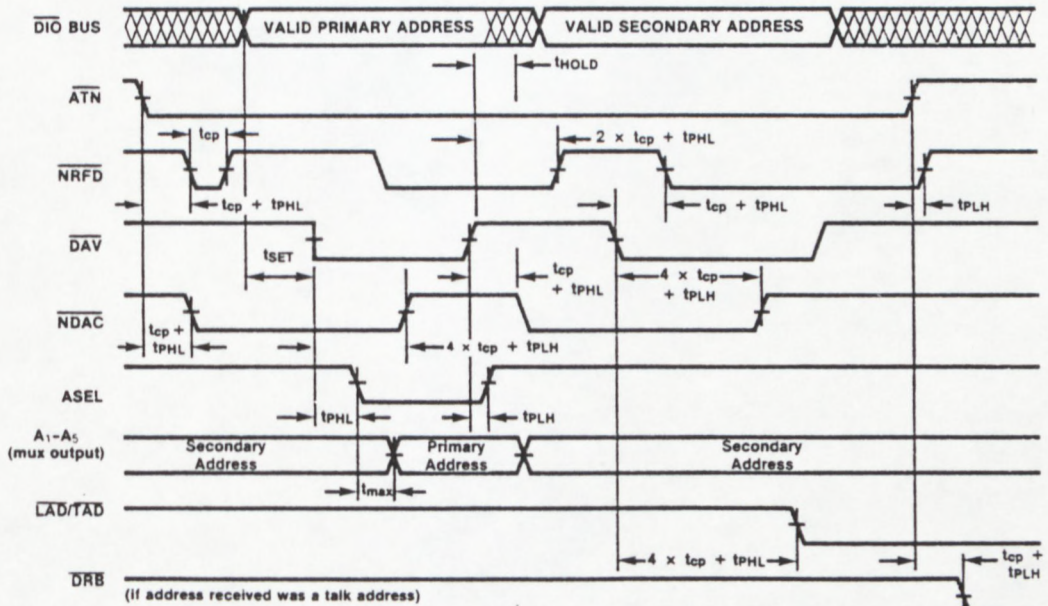 DIO BUS
VALID PRIMARY ADDRESS
VALID SECONDARY ADDRESS
tHOLD
ATN
tcp
2 × tcp + tPHL
NRFD
tcp + tPHL
tcp + tPHL
tPLH
DAV
tSET
tcp
+ tPHL
4 × tcp
+ tPLH
NDAC
tcp +
tPHL
4 × tcp + tPLH
ASEL
tPHL
tPLH
A1-A5
(mux output)
Secondary
Address
Primary
Address
Secondary
Address
tmax
LAD/TAD
4 × tcp + tPHL
tcp +
tPLH
DRB
(if address received was a talk address)